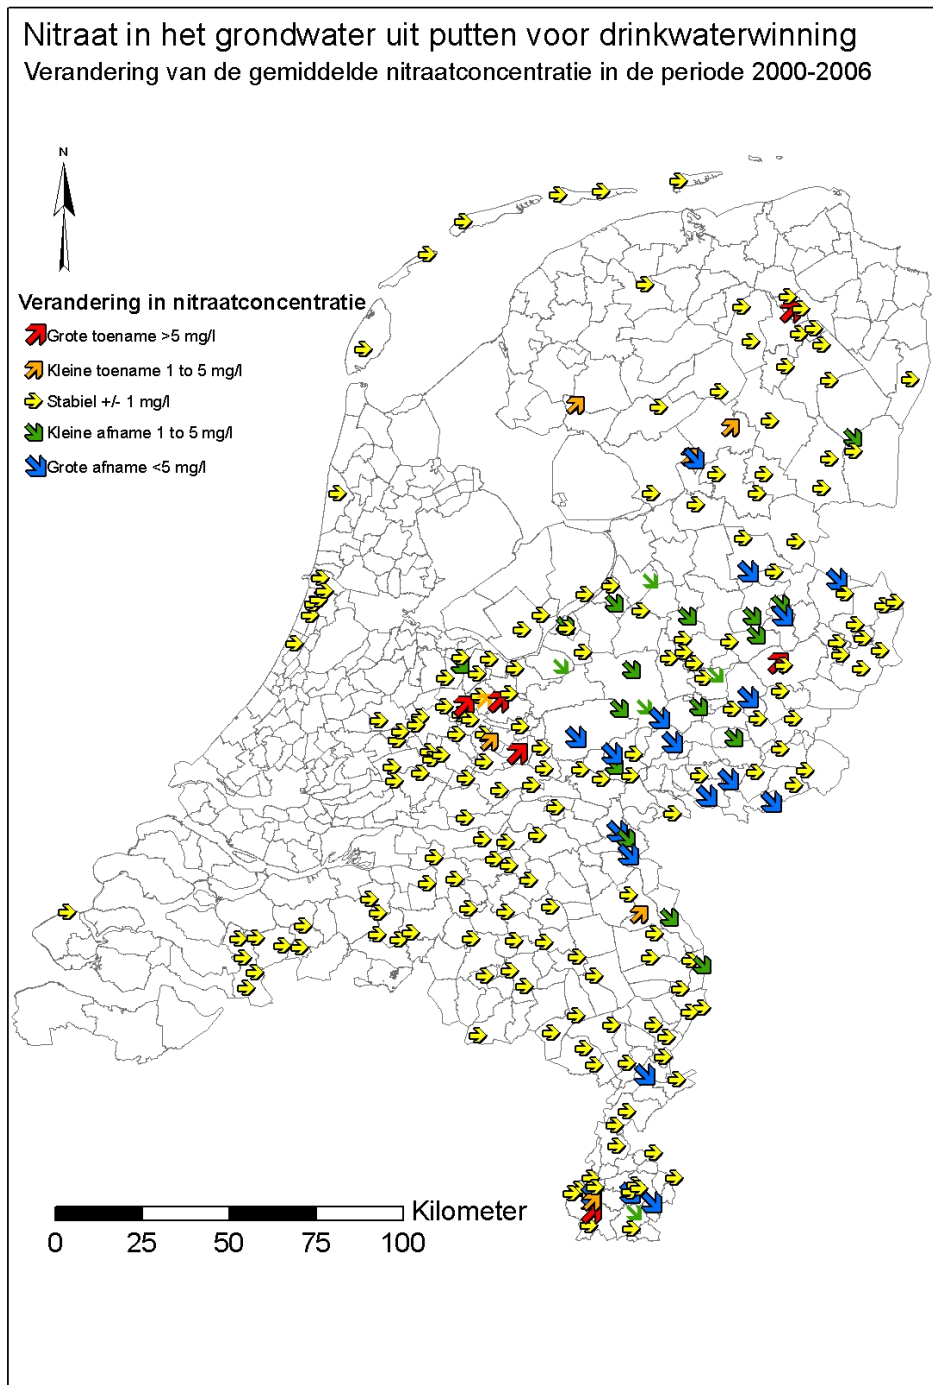 Nitraat in het grondwater uit putten voor drinkwaterwinning
Verandering van de gemiddelde nitraatconcentratie in de periode 2000-2006
N
Verandering in nitraatconcentratie
Grote toename >5 mg/l
Kleine toename 1 to 5 mg/l
Stabiel +/- 1 mg/l
Kleine afname 1 to 5 mg/l
Grote afname <5 mg/l
Kilometer
0 25 50 75 100